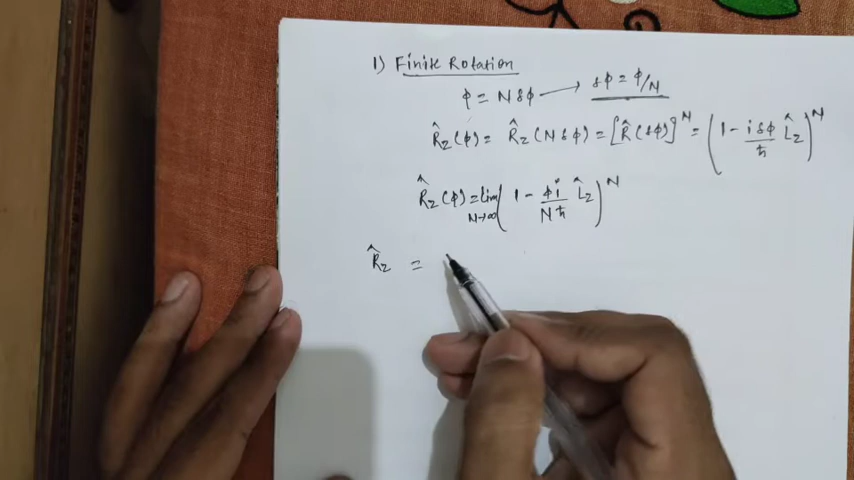 1) Finite Rotation
φ = N δφ → δφ = φ/N
R̂z(φ) = R̂z(N δφ) = [R̂(δφ)]^N = (1 - iδφ/ħ L̂z)^N
R̂z(φ) = lim N→∞ (1 - φi/Nħ L̂z)^N
R̂z =